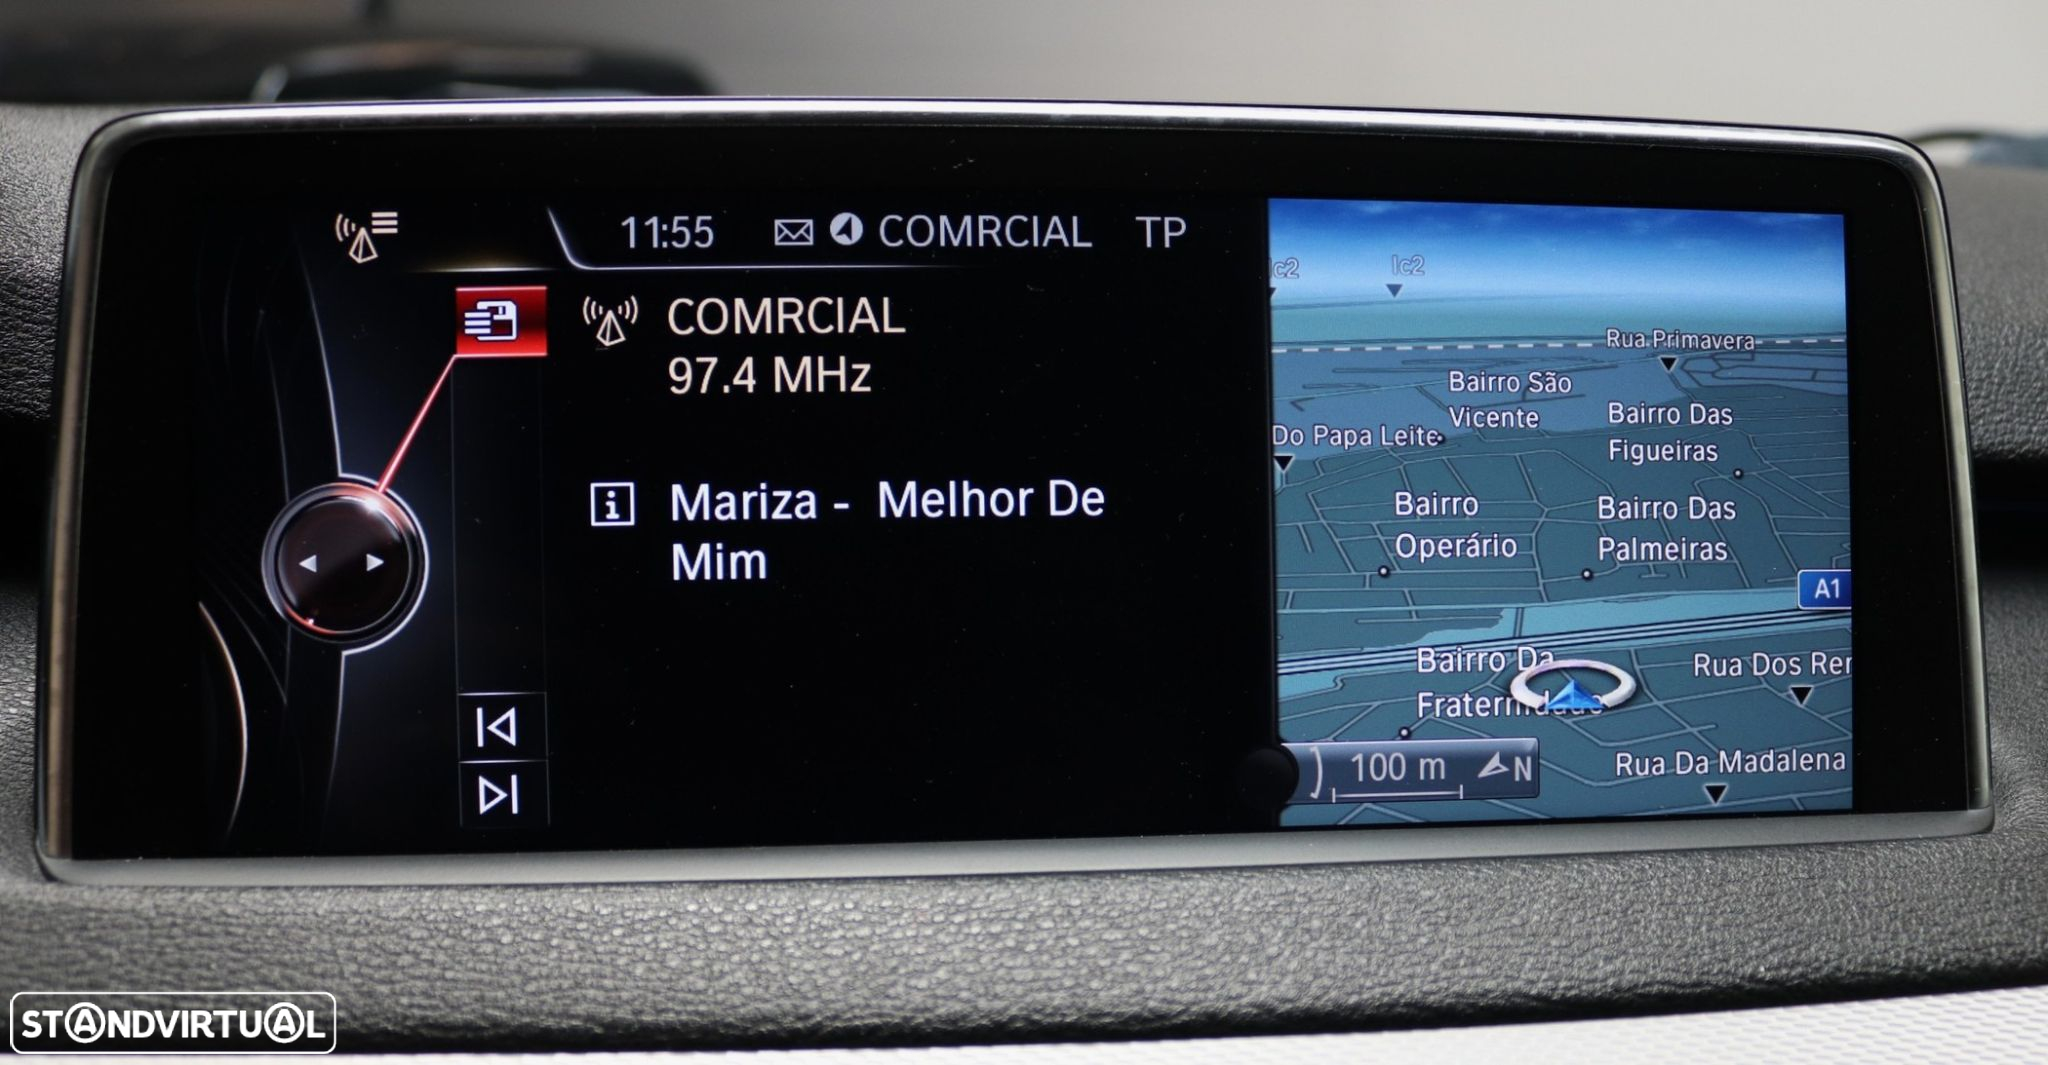 11:55 COMRCIAL TP
COMRCIAL
97.4 MHz
Mariza - Melhor De
Mim
Ic2
Ic2
Rua Primavera
Bairro São
Vicente
Bairro Das
Figueiras
Do Papa Leite
Bairro
Operário
Bairro Das
Palmeiras
A1
Bairro Da
Fraternidade
Rua Dos Rer
Rua Da Madalena
100 m
N
STANDVIRTUAL